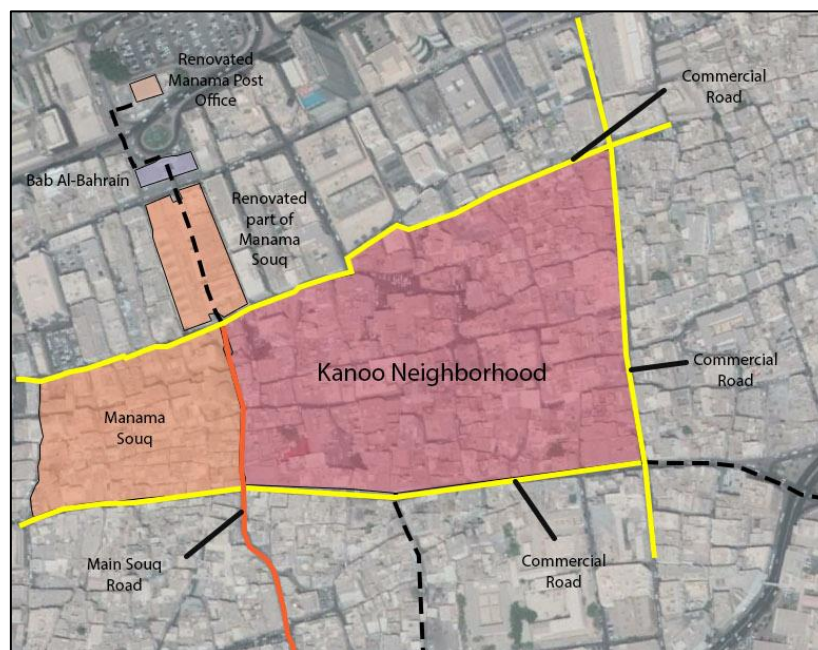 Renovated
Manama Post
Office
Commercial
Road
Bab Al-Bahrain
Renovated
part of
Manama
Souq
Kanoo Neighborhood
Commercial
Road
Manama
Souq
Main Souq
Road
Commercial
Road